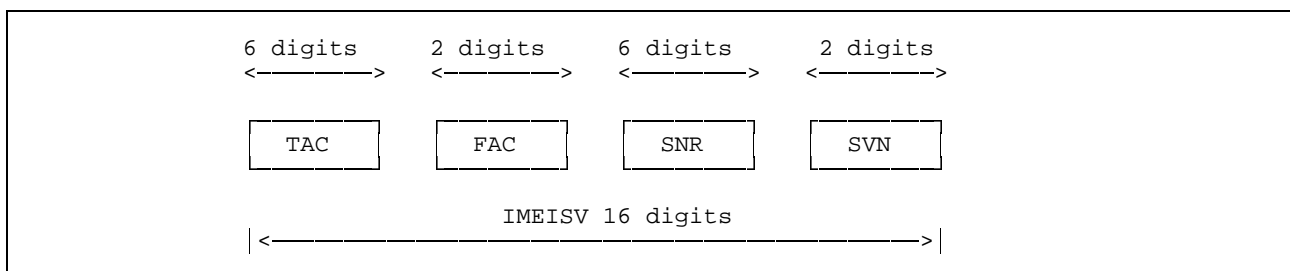 6 digits 2 digits 6 digits 2 digits
TAC FAC SNR SVN
IMEISV 16 digits